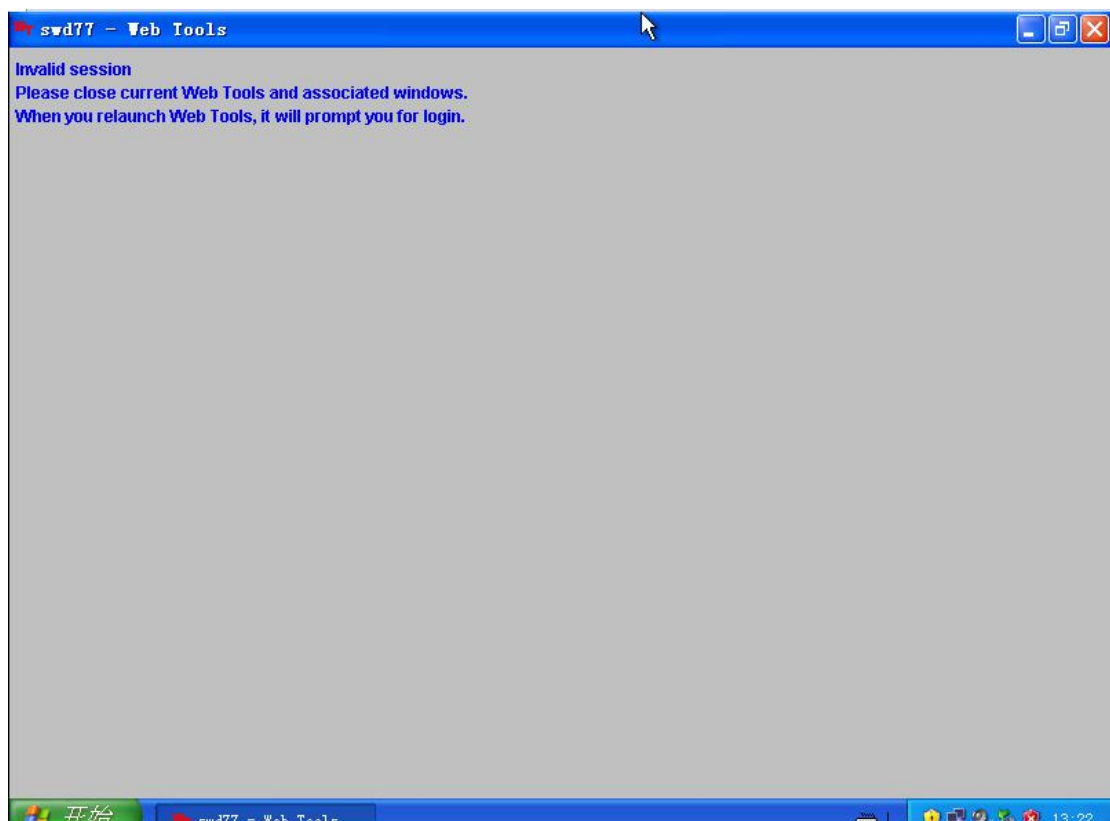 swd77 - Web Tools
Invalid session
Please close current Web Tools and associated windows.
When you relaunch Web Tools, it will prompt you for login.
开始
swd77 - Web Tools
13:22